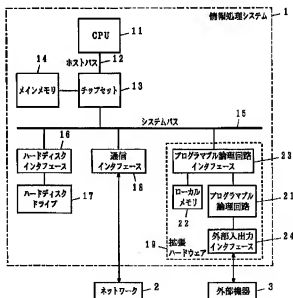 情報処理システム
1
CPU
11
ホストバス
12
14
メインメモリ
チップセット
13
システムバス
15
16
ハードディスク
インタフェース
通信
インタフェース
18
プログラマブル論理回路
インタフェース
23
ハードディスク
ドライブ
17
ローカル
メモリ
22
プログラマブル
論理回路
21
19
拡張
ハードウェア
外部入出力
インタフェース
24
ネットワーク
2
外部機器
3